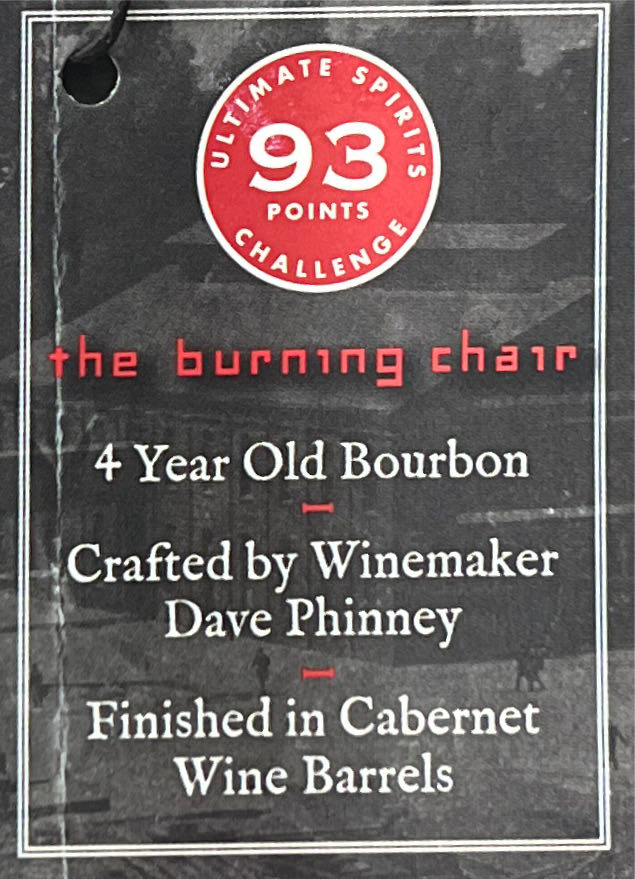 ULTIMATE SPIRITS
93
POINTS
CHALLENGE
the burning chair
4 Year Old Bourbon
Crafted by Winemaker
Dave Phinney
Finished in Cabernet
Wine Barrels